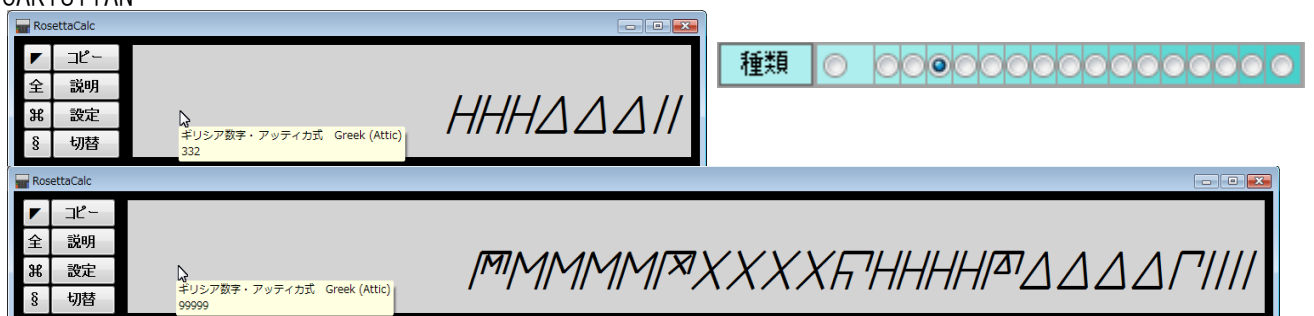 RosettaCalc
◤ コピー
全 説明
⌘ 設定
§ 切替
HHHΔΔΔII
ギリシア数字・アッティカ式 Greek (Attic)
332
種類
RosettaCalc
◤ コピー
全 説明
⌘ 設定
§ 切替
𐅇MMMM𐅆XXXX𐅅HHHH𐅄ΔΔΔΔ𐅃IIII
ギリシア数字・アッティカ式 Greek (Attic)
99999